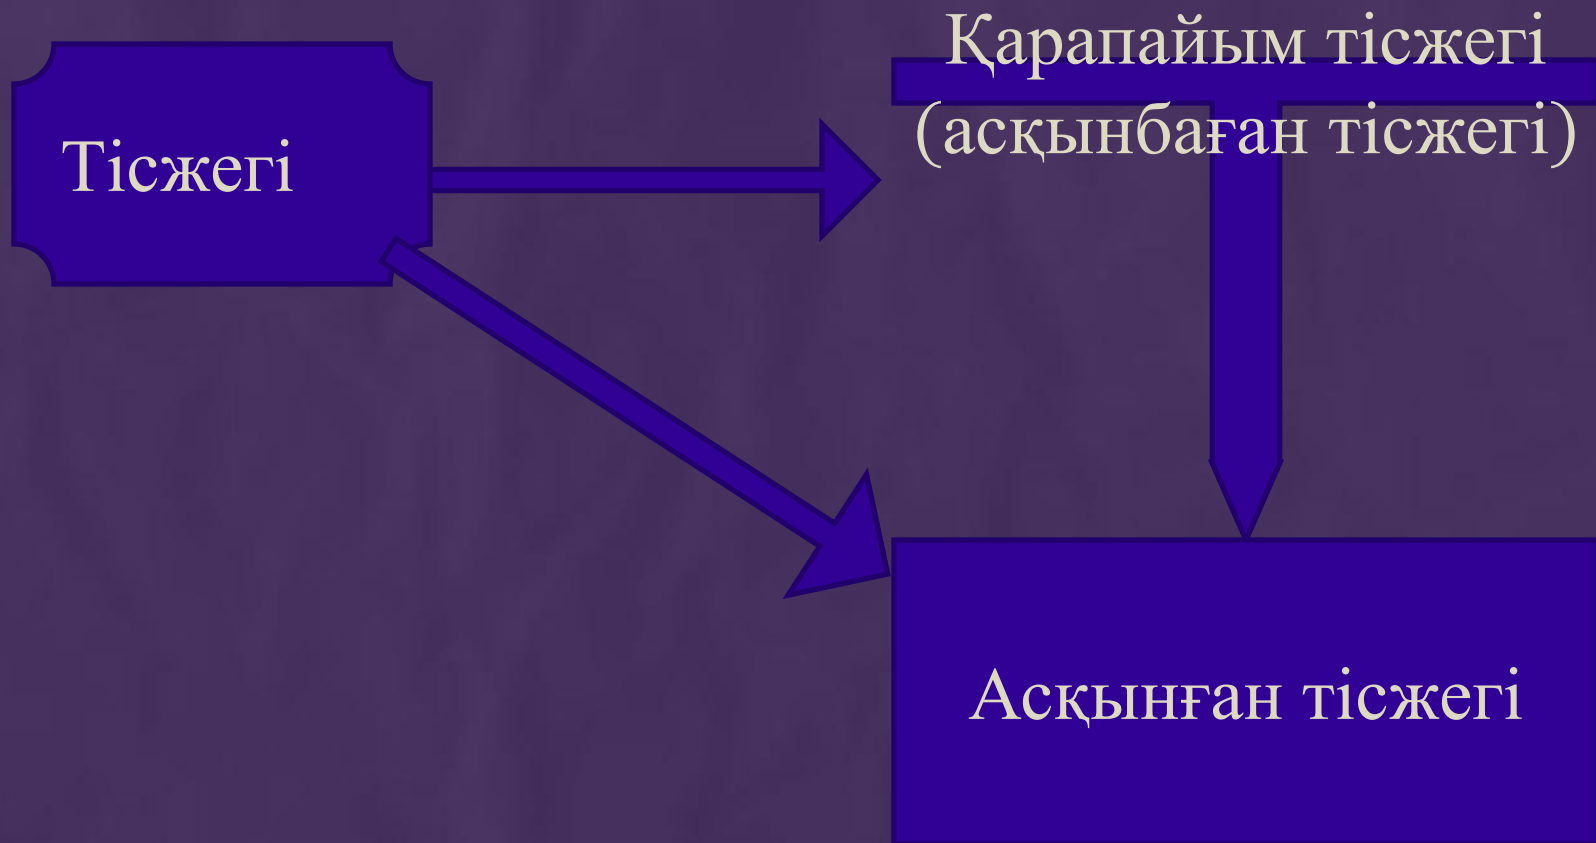 Қарапайым тісжегі
(асқынбаған тісжегі)
Тісжегі
Асқынған тісжегі